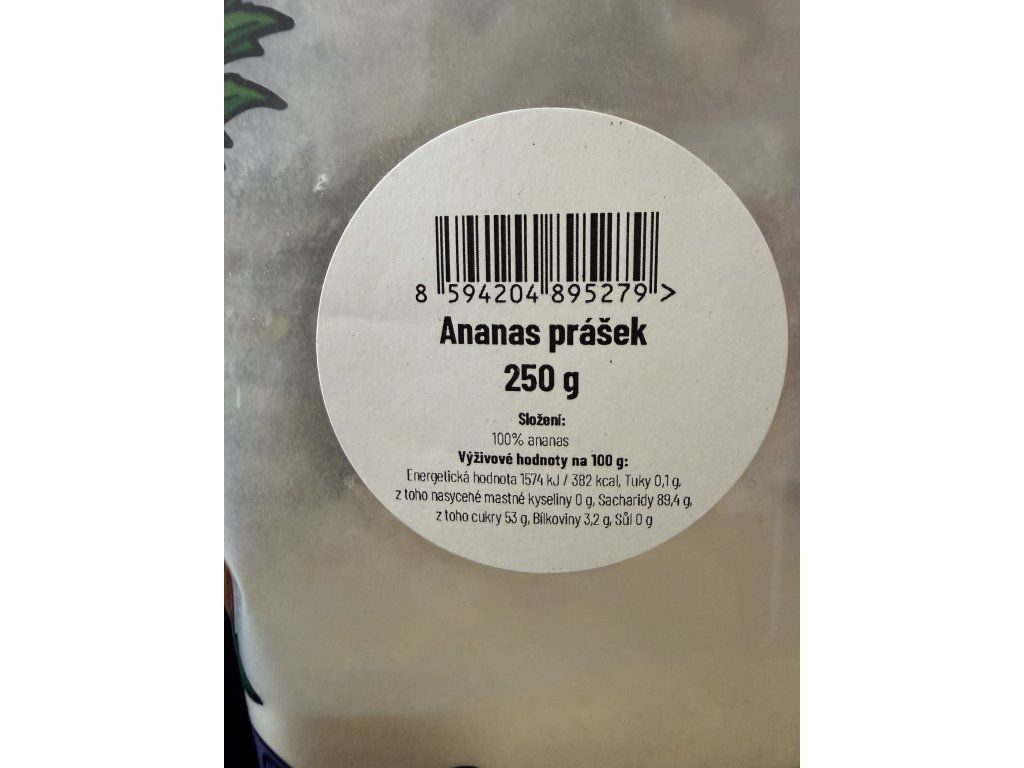 8 594204 895279 >
Ananas prášek
250 g
Složení:
100% ananas
Výživové hodnoty na 100 g:
Energetická hodnota 1574 kJ / 382 kcal, Tuky 0,1 g,
z toho nasycené mastné kyseliny 0 g, Sacharidy 89,4 g,
z toho cukry 53 g, Bílkoviny 3,2 g, Sůl 0 g